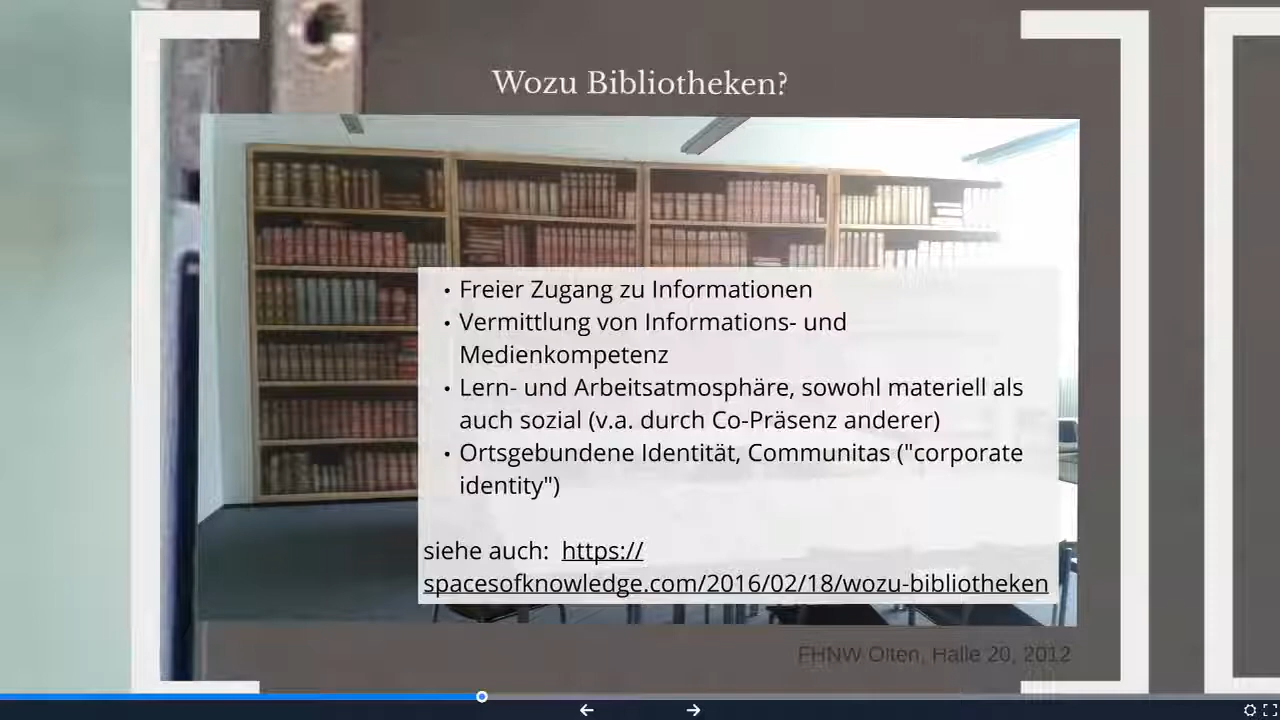 Wozu Bibliotheken?
• Freier Zugang zu Informationen
• Vermittlung von Informations- und
Medienkompetenz
• Lern- und Arbeitsatmosphäre, sowohl materiell als
auch sozial (v.a. durch Co-Präsenz anderer)
• Ortsgebundene Identität, Communitas ("corporate
identity")
siehe auch: https://
spacesofknowledge.com/2016/02/18/wozu-bibliotheken
FHNW Olten, Halle 20, 2012